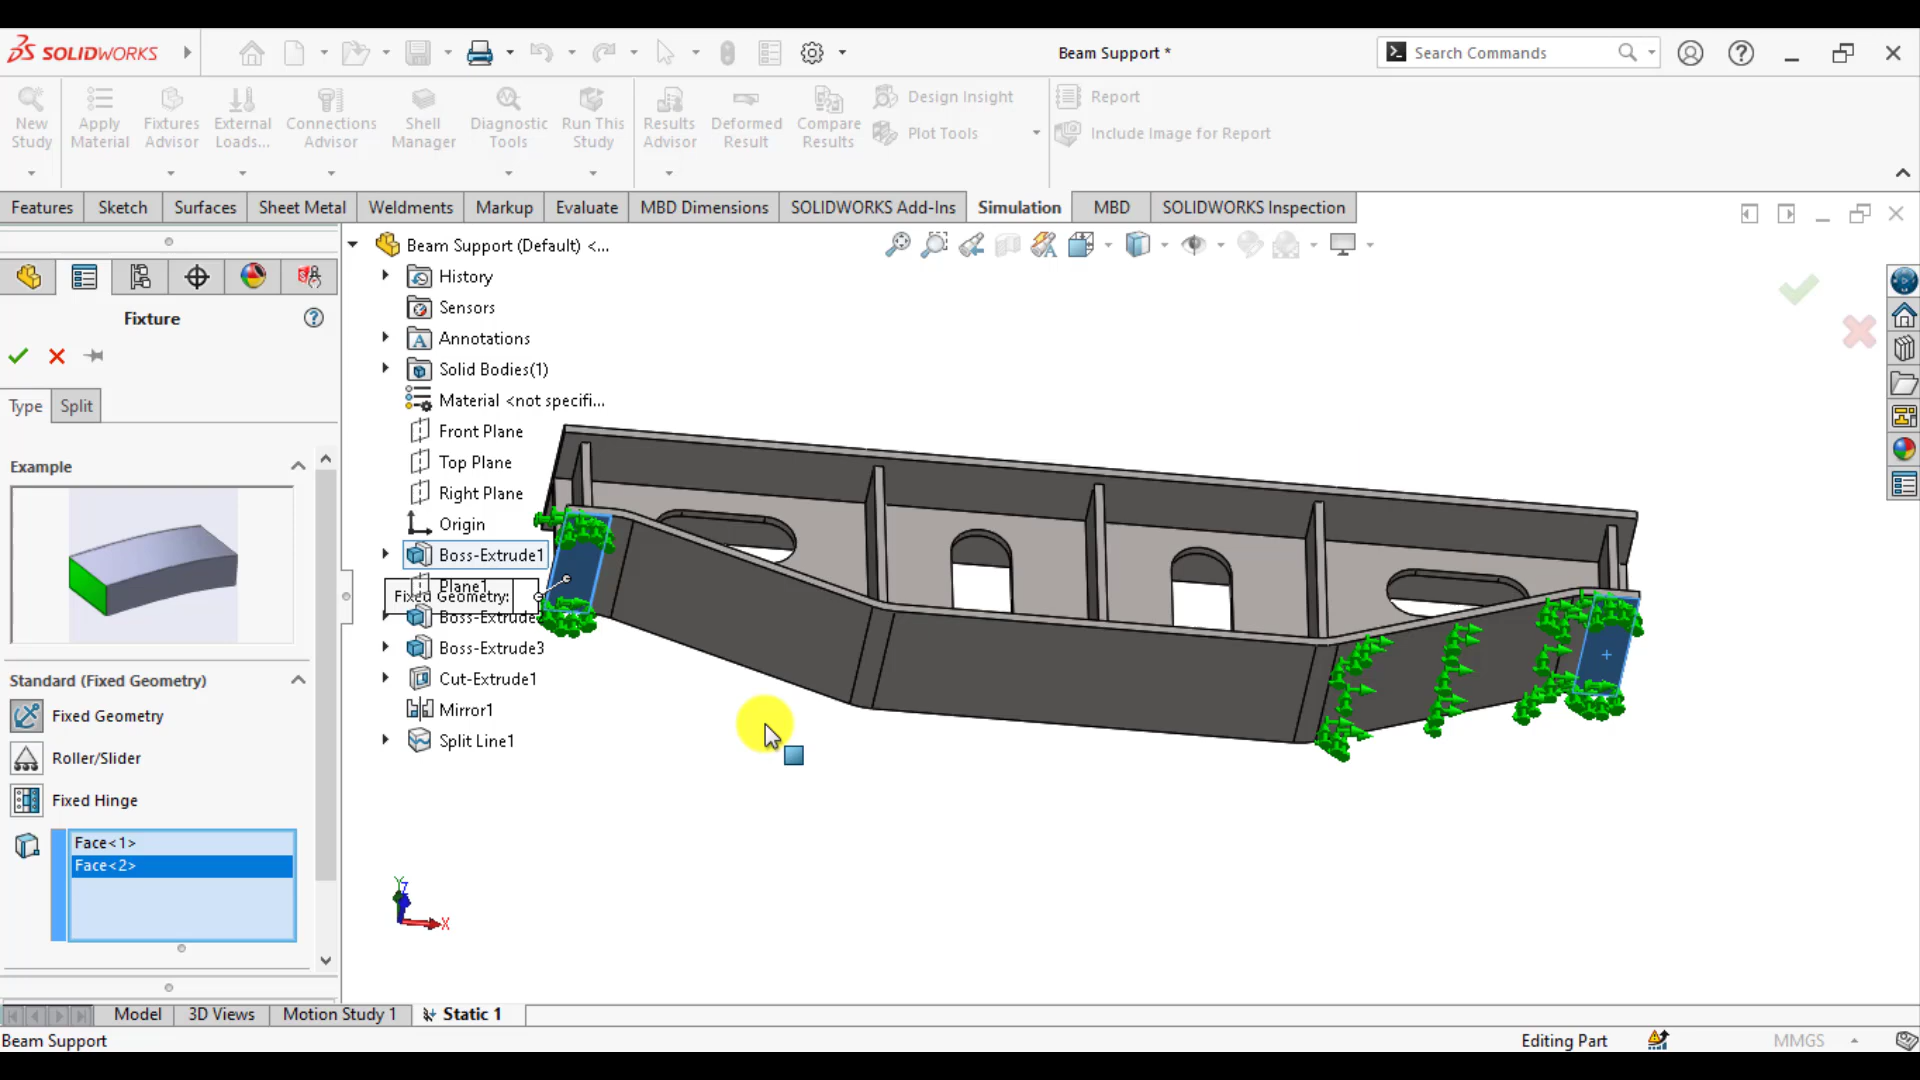 SOLIDWORKS
Beam Support *
Search Commands
New Study
Apply Material
Fixtures Advisor
External Loads...
Connections Advisor
Shell Manager
Diagnostic Tools
Run This Study
Results Advisor
Deformed Result
Compare Results
Design Insight
Plot Tools
Report
Include Image for Report
Features
Sketch
Surfaces
Sheet Metal
Weldments
Markup
Evaluate
MBD Dimensions
SOLIDWORKS Add-Ins
Simulation
MBD
SOLIDWORKS Inspection
Fixture
Type
Split
Example
Standard (Fixed Geometry)
Fixed Geometry
Roller/Slider
Fixed Hinge
Face<1>
Face<2>
Beam Support (Default) <...
History
Sensors
Annotations
Solid Bodies(1)
Material <not specifi...
Front Plane
Top Plane
Right Plane
Origin
Boss-Extrude1
Plane1
Fixed Geometry:
Boss-Extrude2
Boss-Extrude3
Cut-Extrude1
Mirror1
Split Line1
Y
Z
X
Model
3D Views
Motion Study 1
Static 1
Beam Support
Editing Part
MMGS